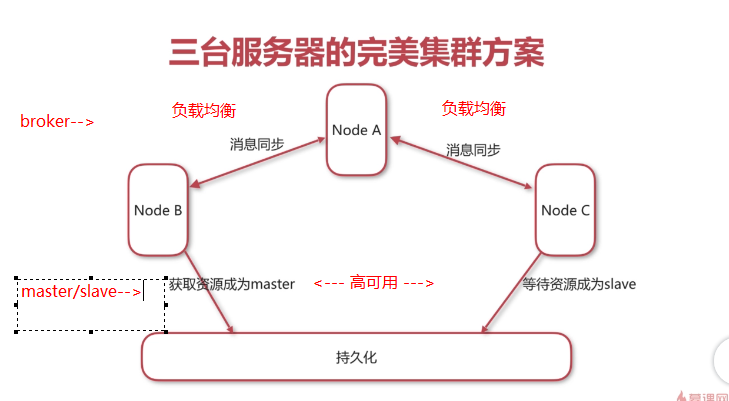 三台服务器的完美集群方案
broker-->
负载均衡
负载均衡
Node A
消息同步
消息同步
Node B
Node C
master/slave-->
获取资源成为master
<--- 高可用 --->
等待资源成为slave
持久化
慕课网